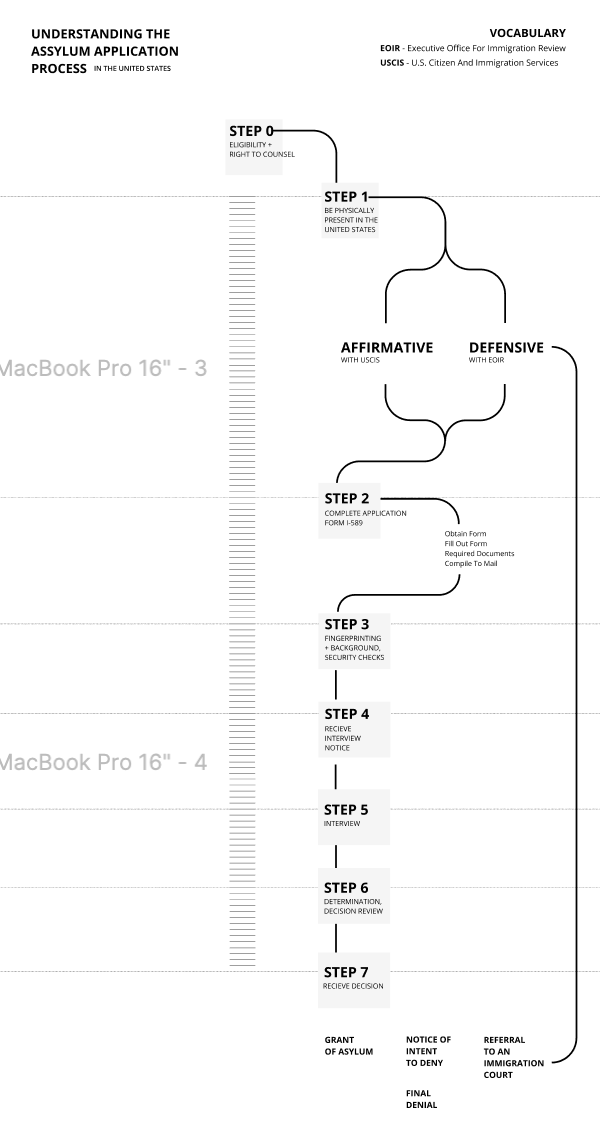 UNDERSTANDING THE
ASSYLUM APPLICATION
PROCESS IN THE UNITED STATES
VOCABULARY
EOIR - Executive Office For Immigration Review
USCIS - U.S. Citizen And Immigration Services
STEP 0
ELIGIBILITY +
RIGHT TO COUNSEL
STEP 1
BE PHYSICALLY
PRESENT IN THE
UNITED STATES
AFFIRMATIVE
WITH USCIS
DEFENSIVE
WITH EOIR
MacBook Pro 16" - 3
STEP 2
COMPLETE APPLICATION
FORM I-589
Obtain Form
Fill Out Form
Required Documents
Compile To Mail
STEP 3
FINGERPRINTING
+ BACKGROUND,
SECURITY CHECKS
STEP 4
RECIEVE
INTERVIEW
NOTICE
MacBook Pro 16" - 4
STEP 5
INTERVIEW
STEP 6
DETERMINATION,
DECISION REVIEW
STEP 7
RECIEVE DECISION
GRANT
OF ASYLUM
NOTICE OF
INTENT
TO DENY
FINAL
DENIAL
REFERRAL
TO AN
IMMIGRATION
COURT